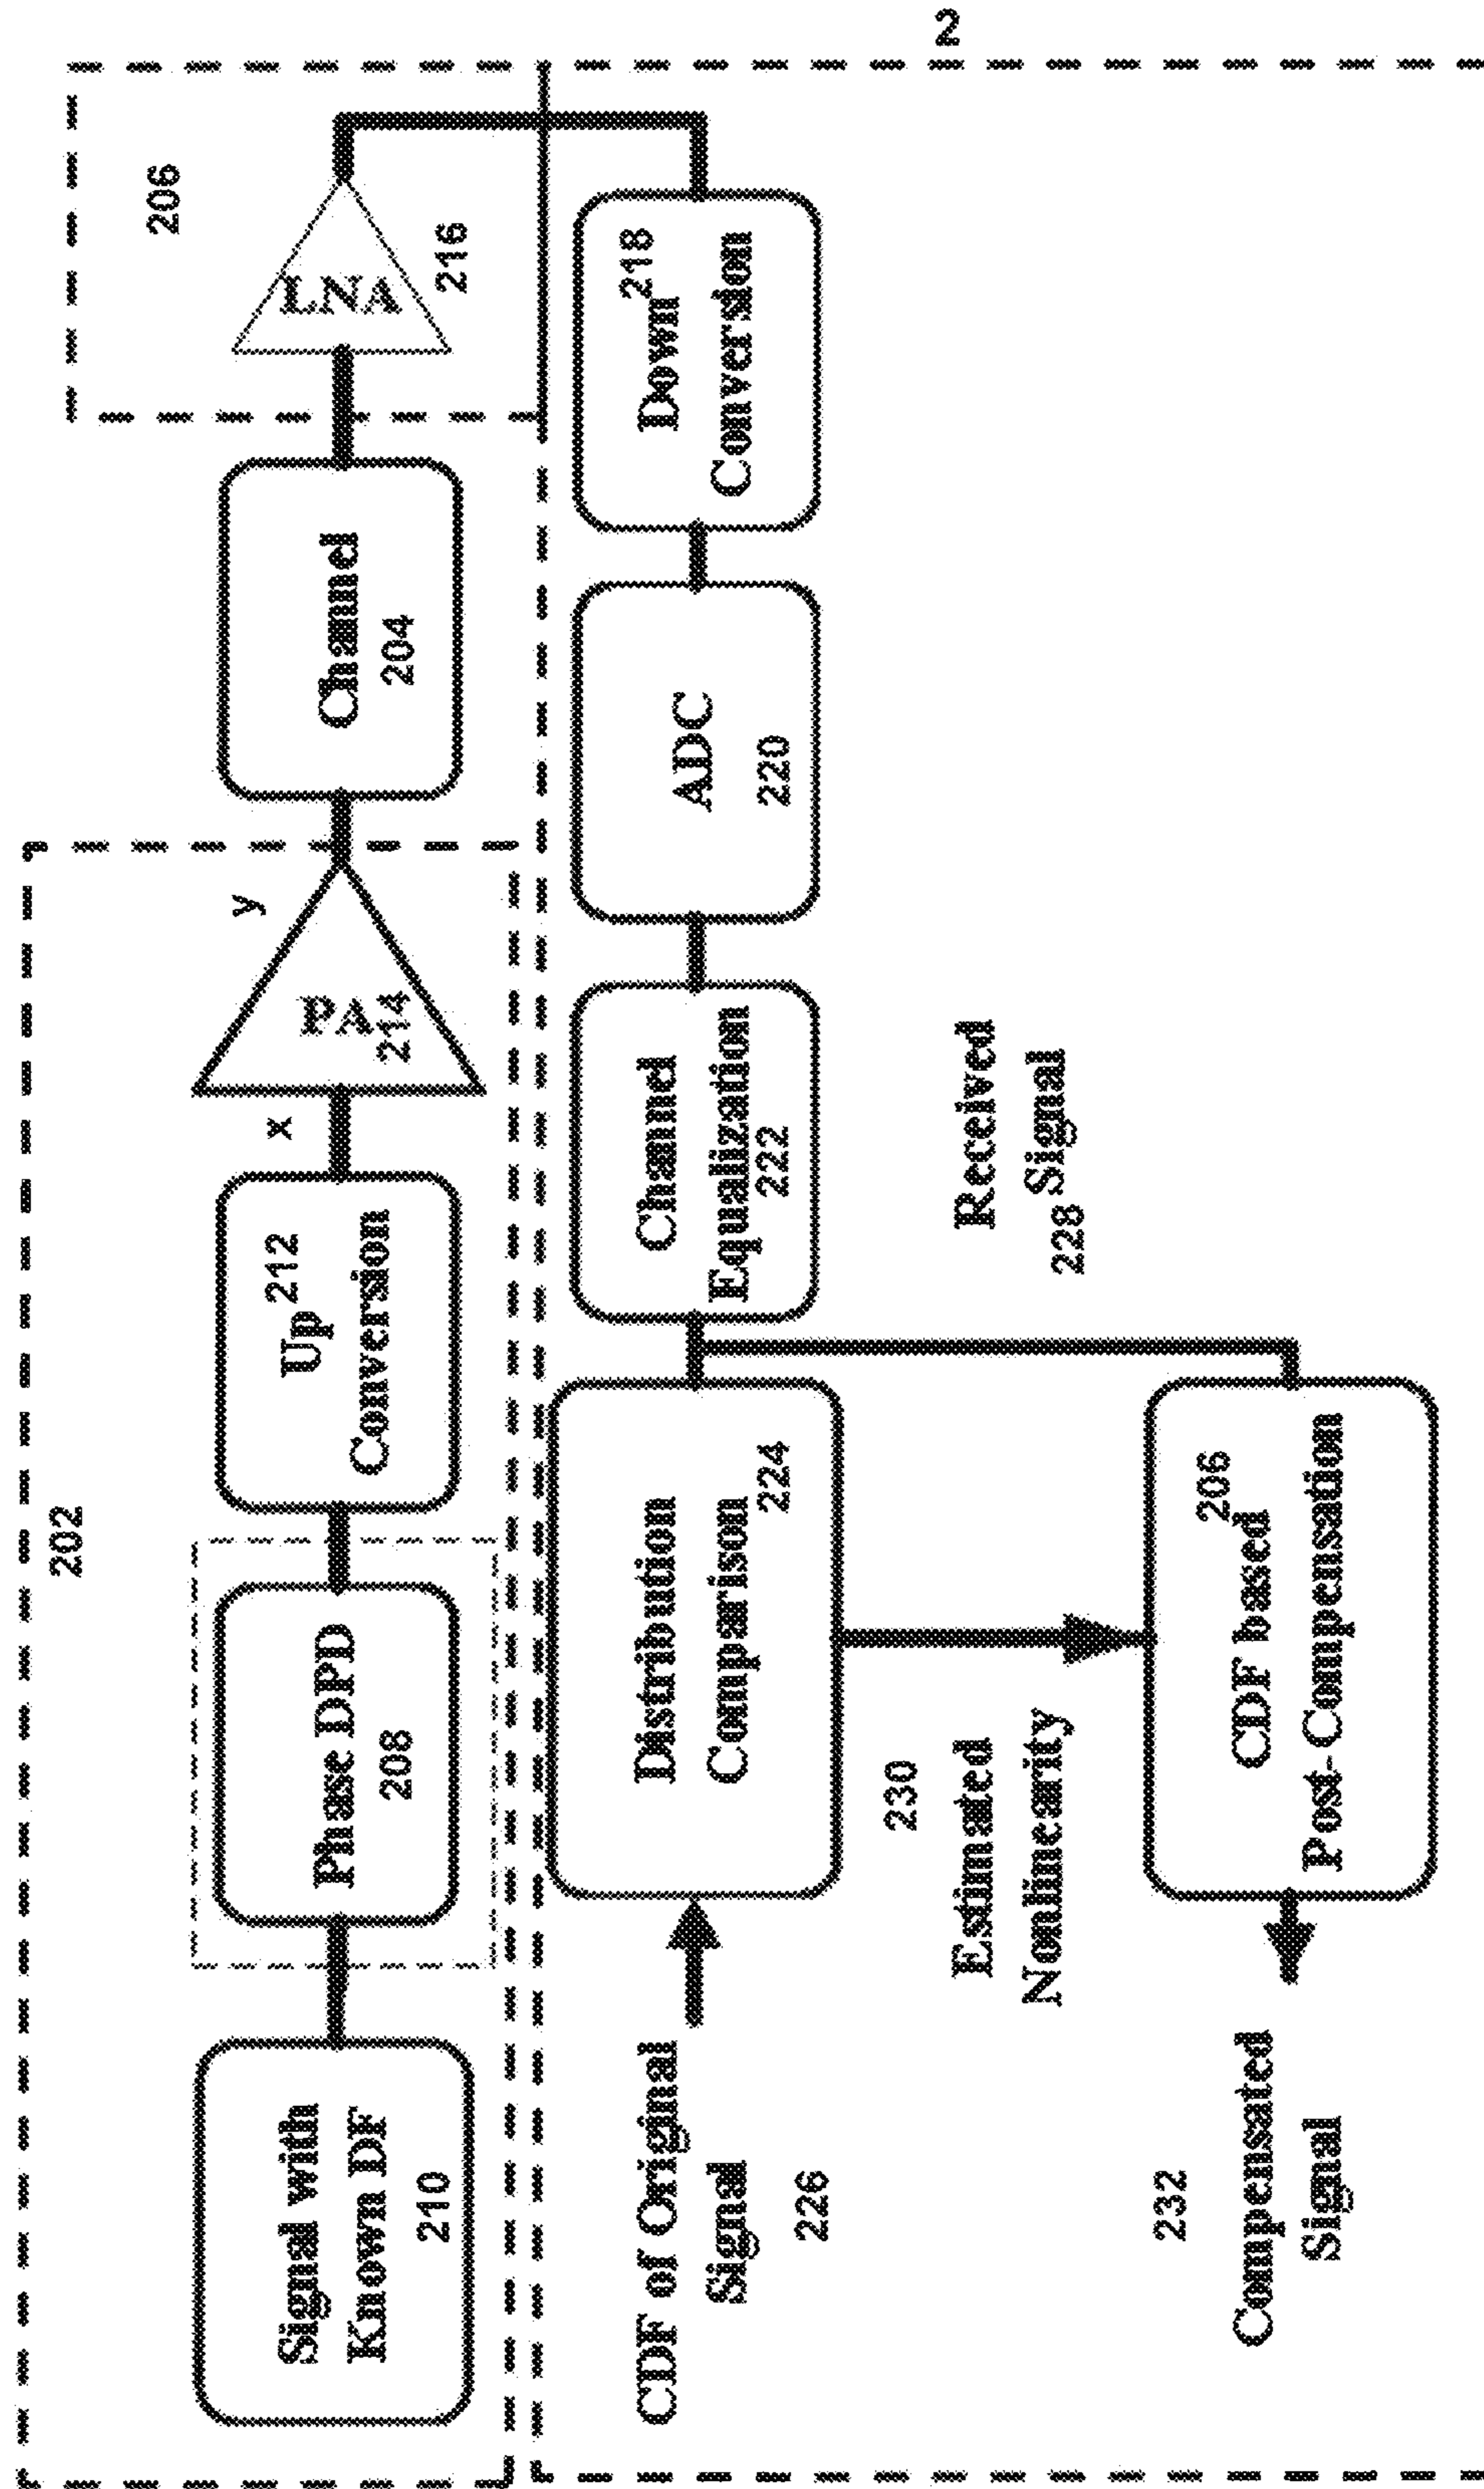 202
Signal with
Known DF
210
Phase DPD
208
Up
212
Conversion
x
PA
214
y
Channel
204
206
LNA
216
2
Down
218
Conversion
ADC
220
Channel
Equalization
222
Distribution
Comparison
224
CDF of Original
Signal
226
Received
Signal
228
230
Estimated
Nonlinearity
206
CDF based
Post-Compensation
232
Compensated
Signal